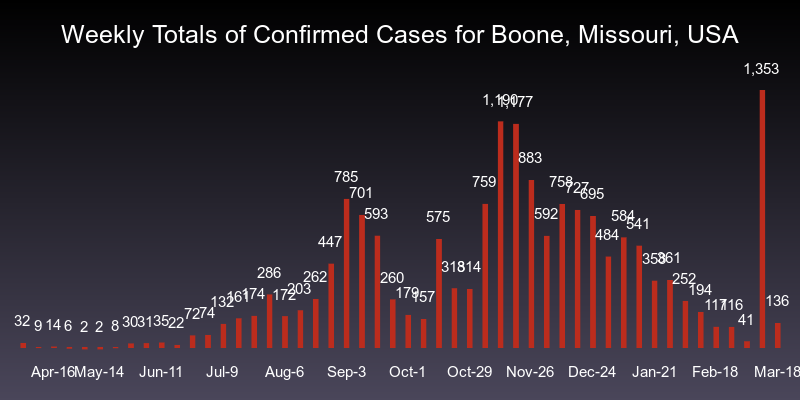 Weekly Totals of Confirmed Cases for Boone, Missouri, USA
32 9 14 6 2 2 8 30 31 35 22 72 74 132 161 174 286 172 203 262 447 785 701 593 260 179 157 575 314 759 1,190 1,177 883 592 758 727 695 484 584 541 361 252 194 117 116 41 1,353 136
Apr-16 May-14 Jun-11 Jul-9 Aug-6 Sep-3 Oct-1 Oct-29 Nov-26 Dec-24 Jan-21 Feb-18 Mar-18